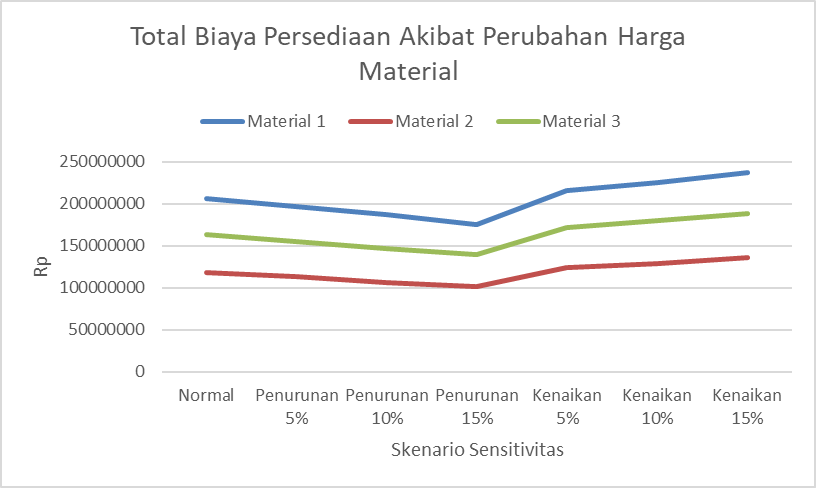 Total Biaya Persediaan Akibat Perubahan Harga
Material
Material 1
Material 2
Material 3
250000000
200000000
150000000
100000000
50000000
0
Rp
Normal
Penurunan
5%
Penurunan
10%
Penurunan
15%
Kenaikan
5%
Kenaikan
10%
Kenaikan
15%
Skenario Sensitivitas